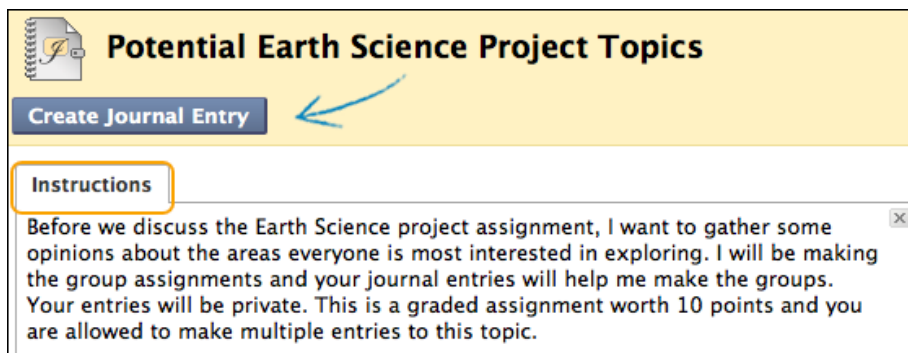 Potential Earth Science Project Topics
Create Journal Entry
Instructions
Before we discuss the Earth Science project assignment, I want to gather some
opinions about the areas everyone is most interested in exploring. I will be making
the group assignments and your journal entries will help me make the groups.
Your entries will be private. This is a graded assignment worth 10 points and you
are allowed to make multiple entries to this topic.